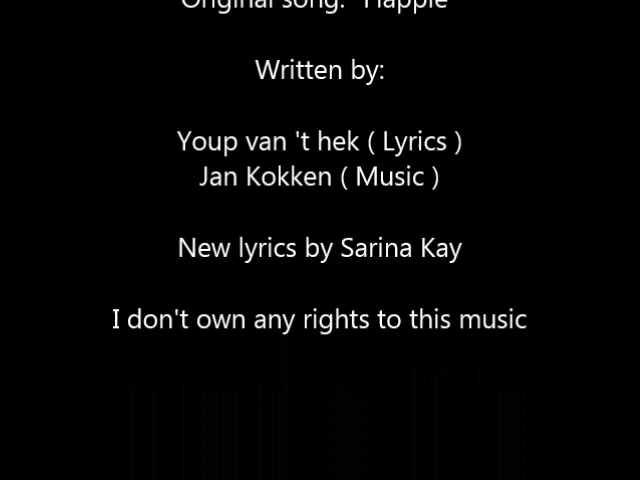 Original song: " Flappie "
Written by:
Youp van 't hek ( Lyrics )
Jan Kokken ( Music )
New lyrics by Sarina Kay
I don't own any rights to this music